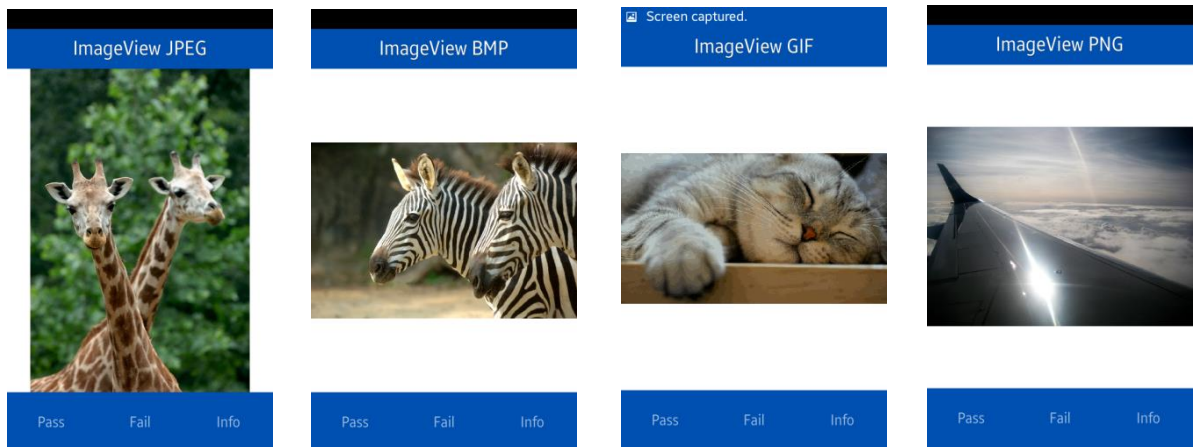 ImageView JPEG
Pass Fail Info
ImageView BMP
Pass Fail Info
Screen captured.
ImageView GIF
Pass Fail Info
ImageView PNG
Pass Fail Info